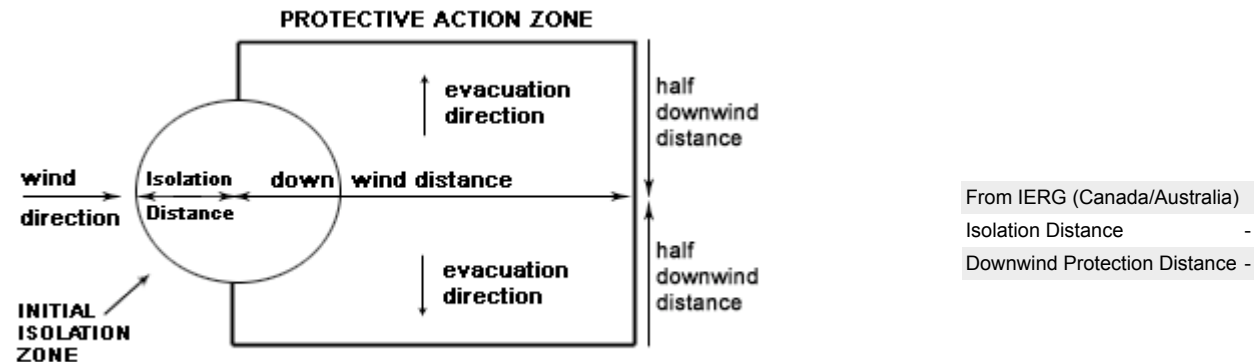 PROTECTIVE ACTION ZONE
evacuation
direction
half
downwind
distance
wind
direction
Isolation
Distance
down wind distance
evacuation
direction
half
downwind
distance
INITIAL
ISOLATION
ZONE
From IERG (Canada/Australia)
Isolation Distance -
Downwind Protection Distance -